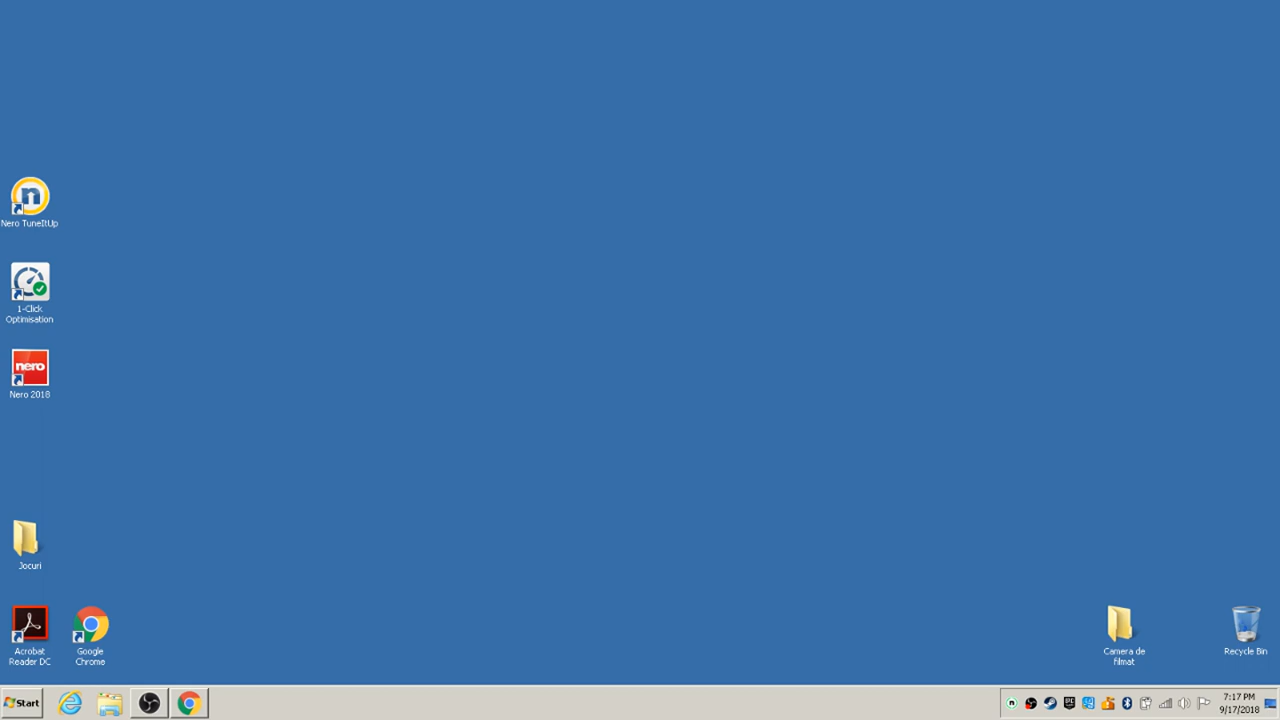 Nero TuneItUp
1-Click
Optimisation
nero
Nero 2018
Jocuri
Acrobat
Reader DC
Google
Chrome
Camera de
filmat
Recycle Bin
Start
7:17 PM
9/17/2018